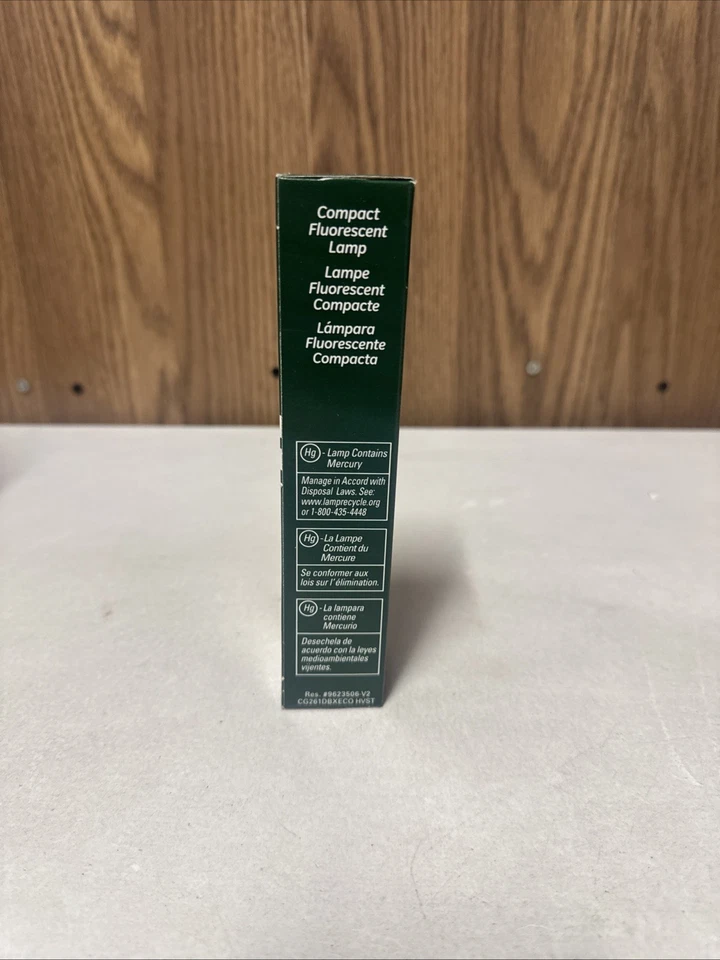 Compact
Fluorescent
Lamp
Lampe
Fluorescent
Compacte
Lámpara
Fluorescente
Compacta
Hg - Lamp Contains
Mercury
Manage in Accord with
Disposal Laws. See:
www.lamprecycle.org
or 1-800-435-4448
Hg - La Lampe
Contient du
Mercure
Se conformer aux
lois sur l'élimination.
Hg - La lampara
contiene
Mercurio
Desechela de
acuerdo con la leyes
medioambientales
vijentes.
Res. #9623506-V2
CG261DBXECO HVST